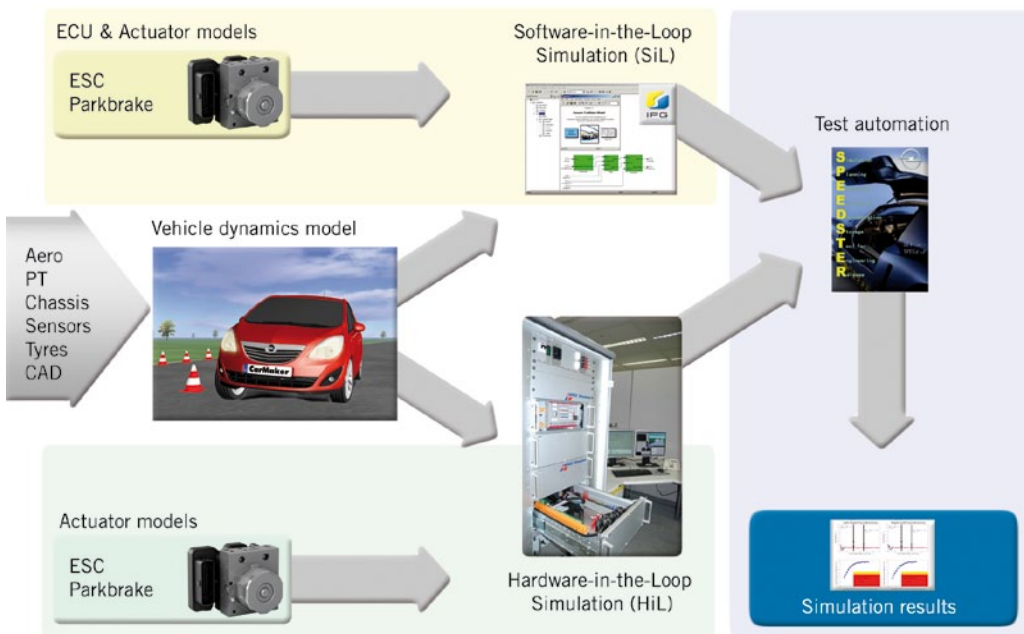 ECU & Actuator models
ESC
Parkbrake
Software-in-the-Loop
Simulation (SiL)
IPG
Test automation
SPEEDSTER
Vehicle dynamics model
Aero
PT
Chassis
Sensors
Tyres
CAD
CarMaker
Actuator models
ESC
Parkbrake
Hardware-in-the-Loop
Simulation (HiL)
Simulation results